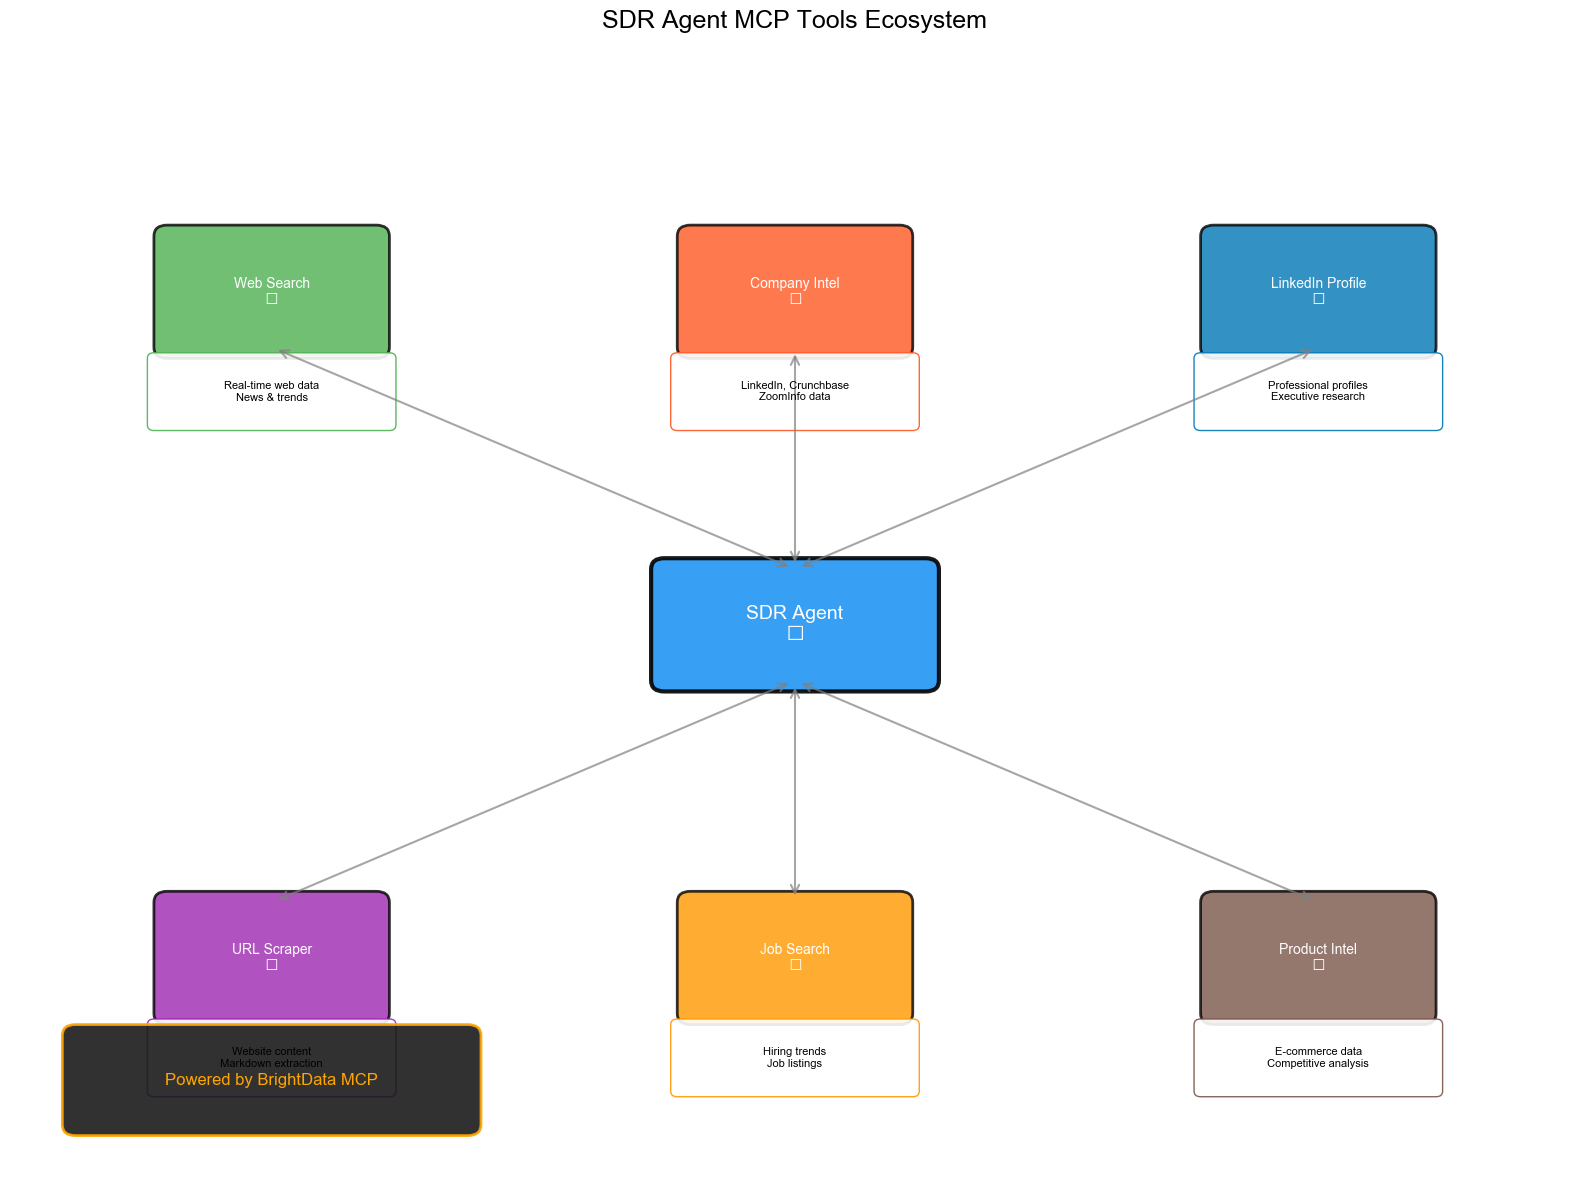 SDR Agent MCP Tools Ecosystem
Web Search
Company Intel
LinkedIn Profile
Real-time web data
News & trends
LinkedIn, Crunchbase
ZoomInfo data
Professional profiles
Executive research
SDR Agent
URL Scraper
Job Search
Product Intel
Website content
Markdown extraction
Powered by BrightData MCP
Hiring trends
Job listings
E-commerce data
Competitive analysis